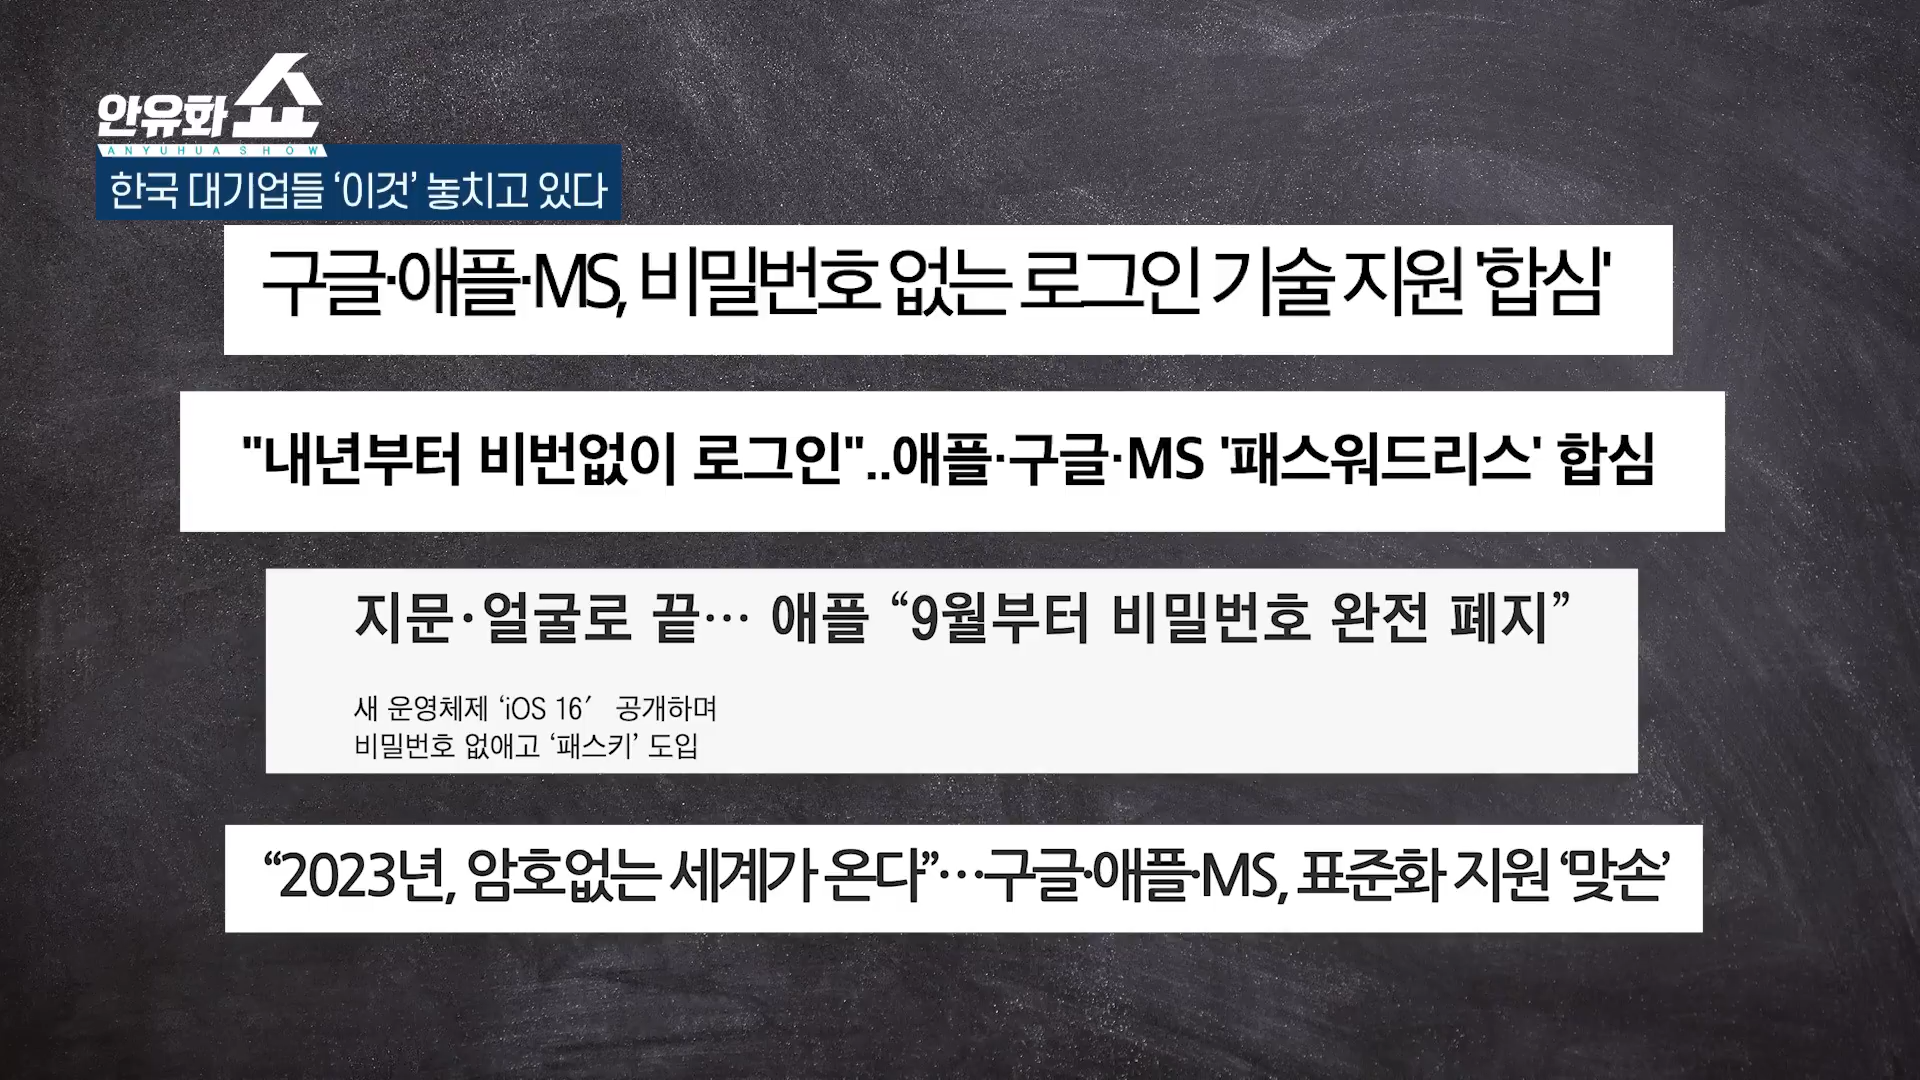 안유화쇼
ANYUHUA SHOW
한국 대기업들 ‘이것’ 놓치고 있다
구글·애플·MS, 비밀번호 없는 로그인 기술 지원 '합심'
"내년부터 비번없이 로그인"..애플·구글·MS '패스워드리스' 합심
지문·얼굴로 끝… 애플 “9월부터 비밀번호 완전 폐지”
새 운영체제 ‘iOS 16′ 공개하며
비밀번호 없애고 ‘패스키’ 도입
“2023년, 암호없는 세계가 온다”…구글·애플·MS, 표준화 지원 ‘맞손’